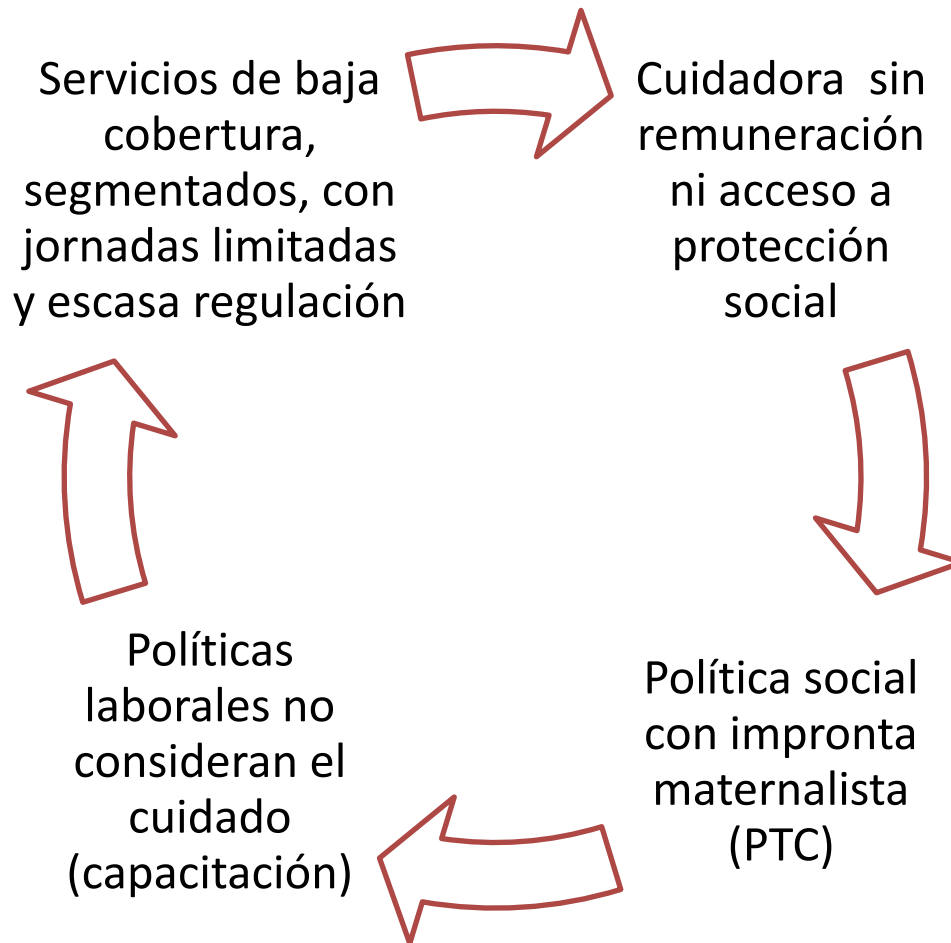 Servicios de baja
cobertura,
segmentados, con
jornadas limitadas
y escasa regulación
Cuidadora sin
remuneración
ni acceso a
protección
social
Política social
con impronta
maternalista
(PTC)
Políticas
laborales no
consideran el
cuidado
(capacitación)